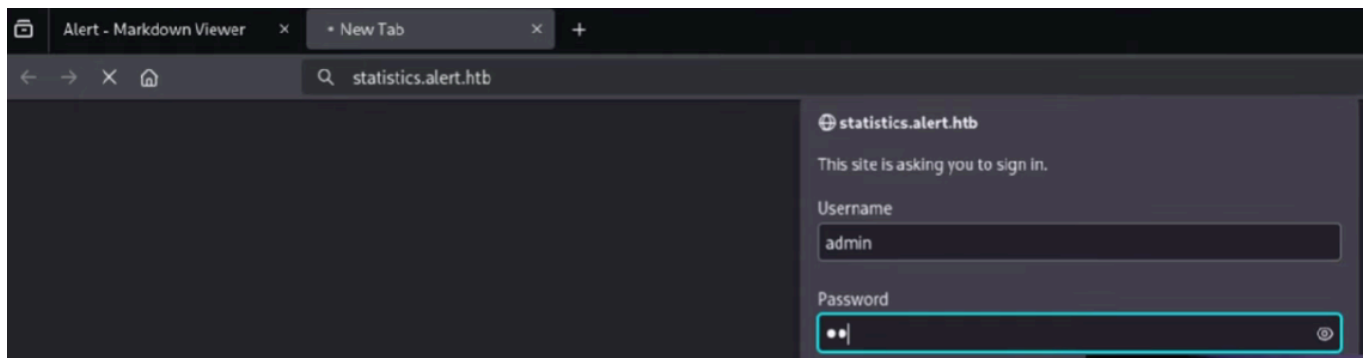 Alert - Markdown Viewer
New Tab
statistics.alert.htb
statistics.alert.htb
This site is asking you to sign in.
Username
admin
Password
••